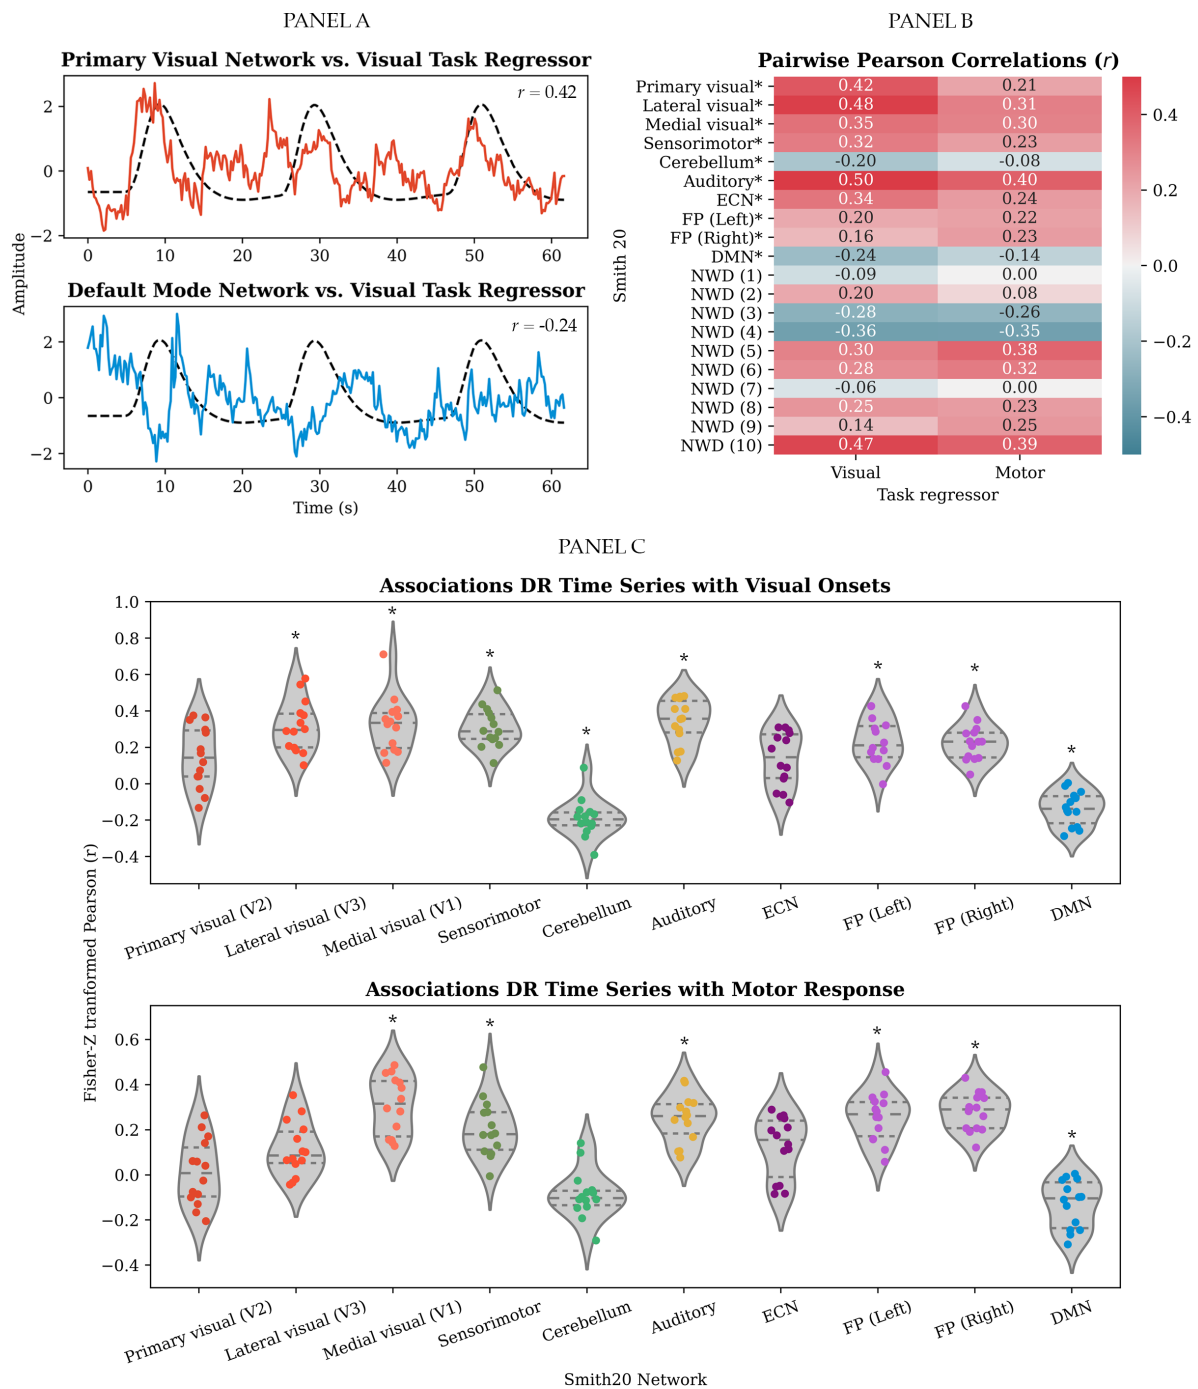 PANEL A
Primary Visual Network vs. Visual Task Regressor
r = 0.42
2
0
−2
0 10 20 30 40 50 60
Amplitude
Default Mode Network vs. Visual Task Regressor
r = -0.24
2
0
−2
0 10 20 30 40 50 60
Time (s)
PANEL B
Pairwise Pearson Correlations (r)
Smith 20
Primary visual* 0.42 0.21
Lateral visual* 0.48 0.31
Medial visual* 0.35 0.30
Sensorimotor* 0.32 0.23
Cerebellum* -0.20 -0.08
Auditory* 0.50 0.40
ECN* 0.34 0.24
FP (Left)* 0.20 0.22
FP (Right)* 0.16 0.23
DMN* -0.24 -0.14
NWD (1) -0.09 0.00
NWD (2) 0.20 0.08
NWD (3) -0.28 -0.26
NWD (4) -0.36 -0.35
NWD (5) 0.30 0.38
NWD (6) 0.28 0.32
NWD (7) -0.06 0.00
NWD (8) 0.25 0.23
NWD (9) 0.14 0.25
NWD (10) 0.47 0.39
Visual Motor
Task regressor
0.4
0.2
0.0
−0.2
−0.4
PANEL C
Associations DR Time Series with Visual Onsets
1.0
0.8
0.6
0.4
0.2
0.0
−0.2
−0.4
* * * * * * * *
Primary visual (V2) Lateral visual (V3) Medial visual (V1) Sensorimotor Cerebellum Auditory ECN FP (Left) FP (Right) DMN
Fisher-Z tranformed Pearson (r)
Associations DR Time Series with Motor Response
0.6
0.4
0.2
0.0
−0.2
−0.4
* * * * * *
Primary visual (V2) Lateral visual (V3) Medial visual (V1) Sensorimotor Cerebellum Auditory ECN FP (Left) FP (Right) DMN
Smith20 Network